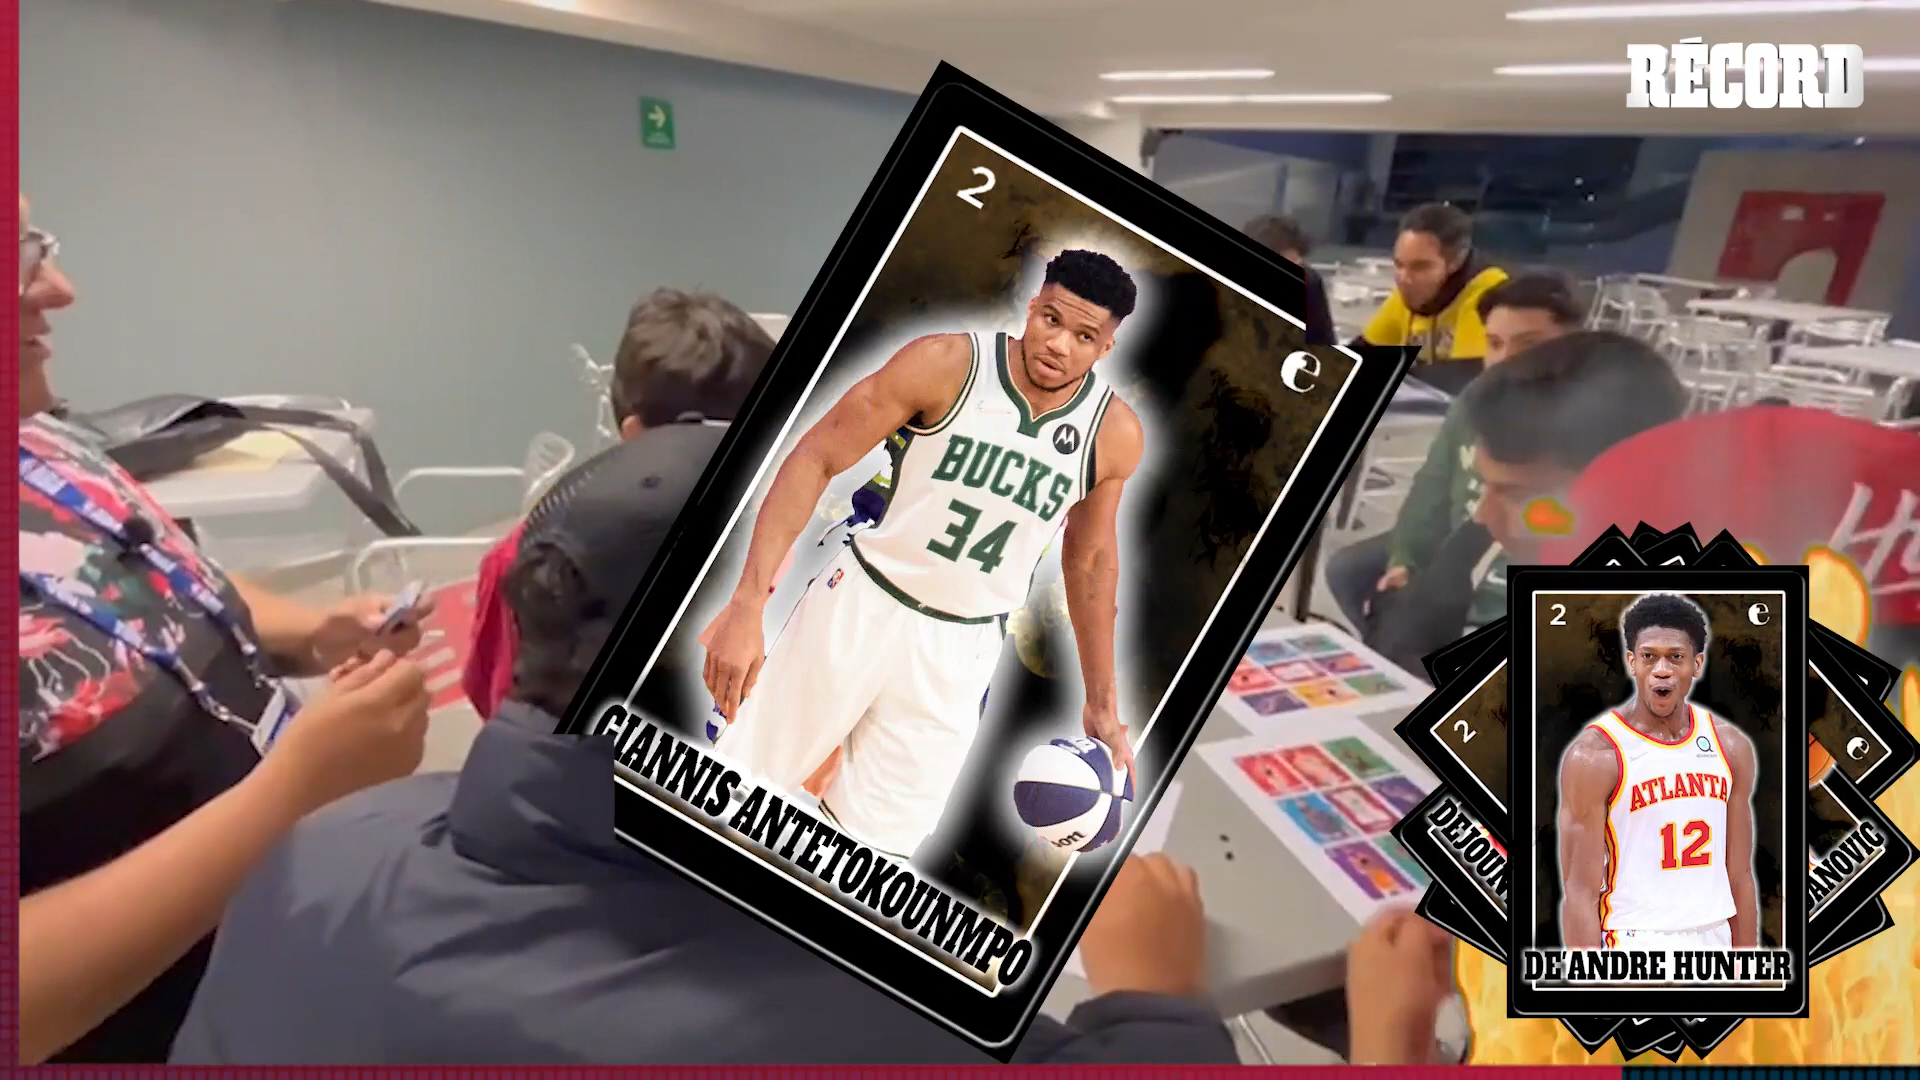 RÉCORD
2
e
BUCKS
34
GIANNIS ANTETOKOUNMPO
2
e
ATLANTA
12
DE'ANDRE HUNTER
2
e
DEJOUN
ANOVIC